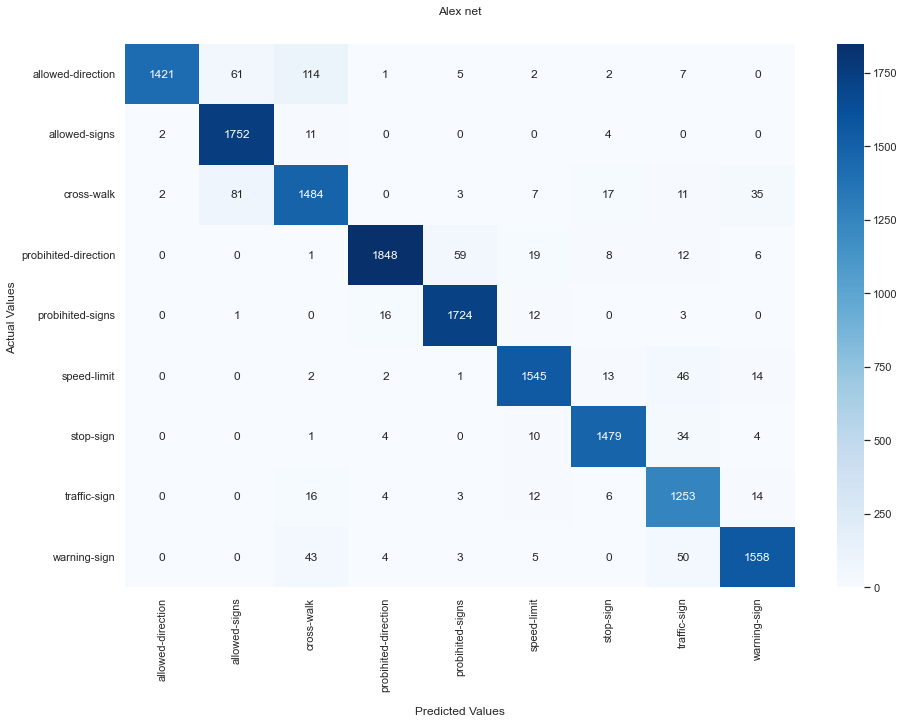 Alex net
allowed-direction 1421 61 114 1 5 2 2 7 0
allowed-signs 2 1752 11 0 0 0 4 0 0
cross-walk 2 81 1484 0 3 7 17 11 35
probihited-direction 0 0 1 1848 59 19 8 12 6
probihited-signs 0 1 0 16 1724 12 0 3 0
speed-limit 0 0 2 2 1 1545 13 46 14
stop-sign 0 0 1 4 0 10 1479 34 4
traffic-sign 0 0 16 4 3 12 6 1253 14
warning-sign 0 0 43 4 3 5 0 50 1558
Actual Values
allowed-direction
allowed-signs
cross-walk
probihited-direction
probihited-signs
speed-limit
stop-sign
traffic-sign
warning-sign
Predicted Values
1750
1500
1250
1000
750
500
250
0